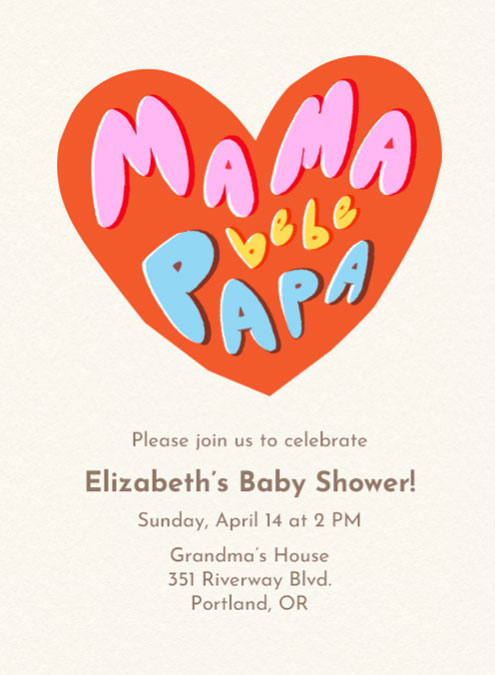 MAMA
bebe
PAPA
Please join us to celebrate
Elizabeth's Baby Shower!
Sunday, April 14 at 2 PM
Grandma's House
351 Riverway Blvd.
Portland, OR